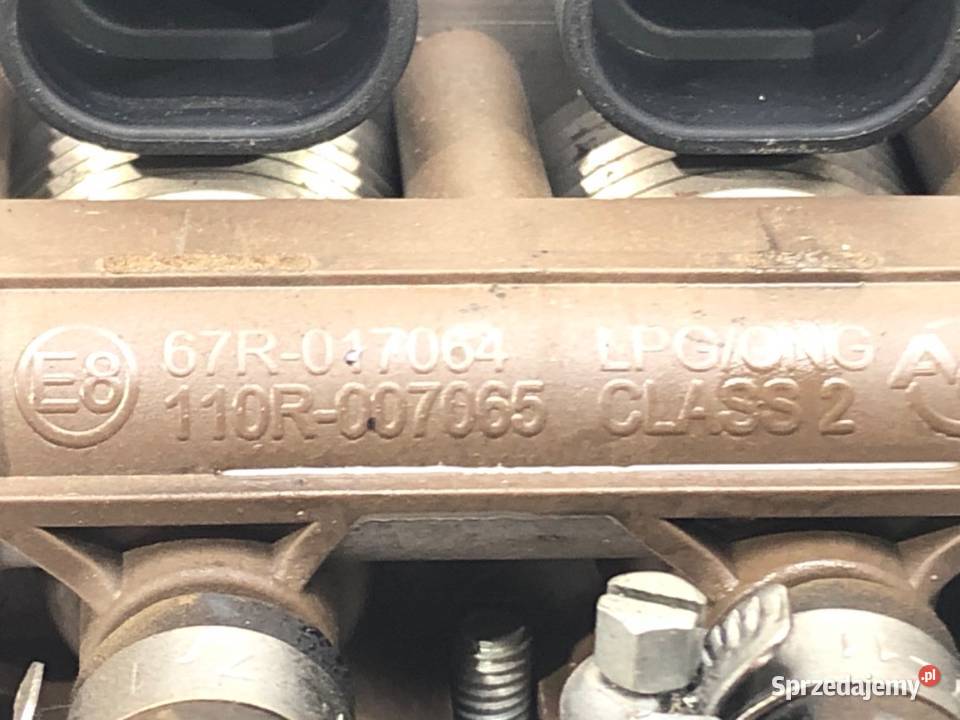 E8
67R-017064 LPG/CNG
110R-007065 CLASS 2
Sprzedajemy.pl